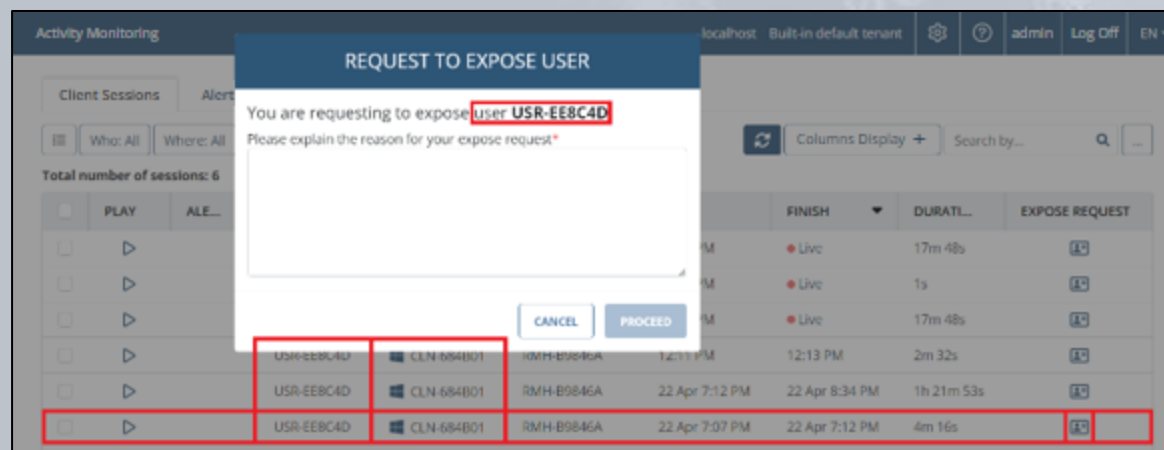 Activity Monitoring
localhost Built-in default tenant admin Log Off EN
REQUEST TO EXPOSE USER
Client Sessions Alert
You are requesting to expose user USR-EE8C4D
Please explain the reason for your expose request*
Who: All Where: All
Columns Display + Search by... ...
Total number of sessions: 6
PLAY ALE... FINISH DURATI... EXPOSE REQUEST
PM Live 17m 48s
PM Live 1s
PM Live 17m 48s
CANCEL PROCEED
USR-EE8C4D CLN-684B01 RMH-B9846A 12:11 PM 12:13 PM 2m 32s
USR-EE8C4D CLN-684B01 RMH-B9846A 22 Apr 7:12 PM 22 Apr 8:34 PM 1h 21m 53s
USR-EE8C4D CLN-684B01 RMH-B9846A 22 Apr 7:07 PM 22 Apr 7:12 PM 4m 16s